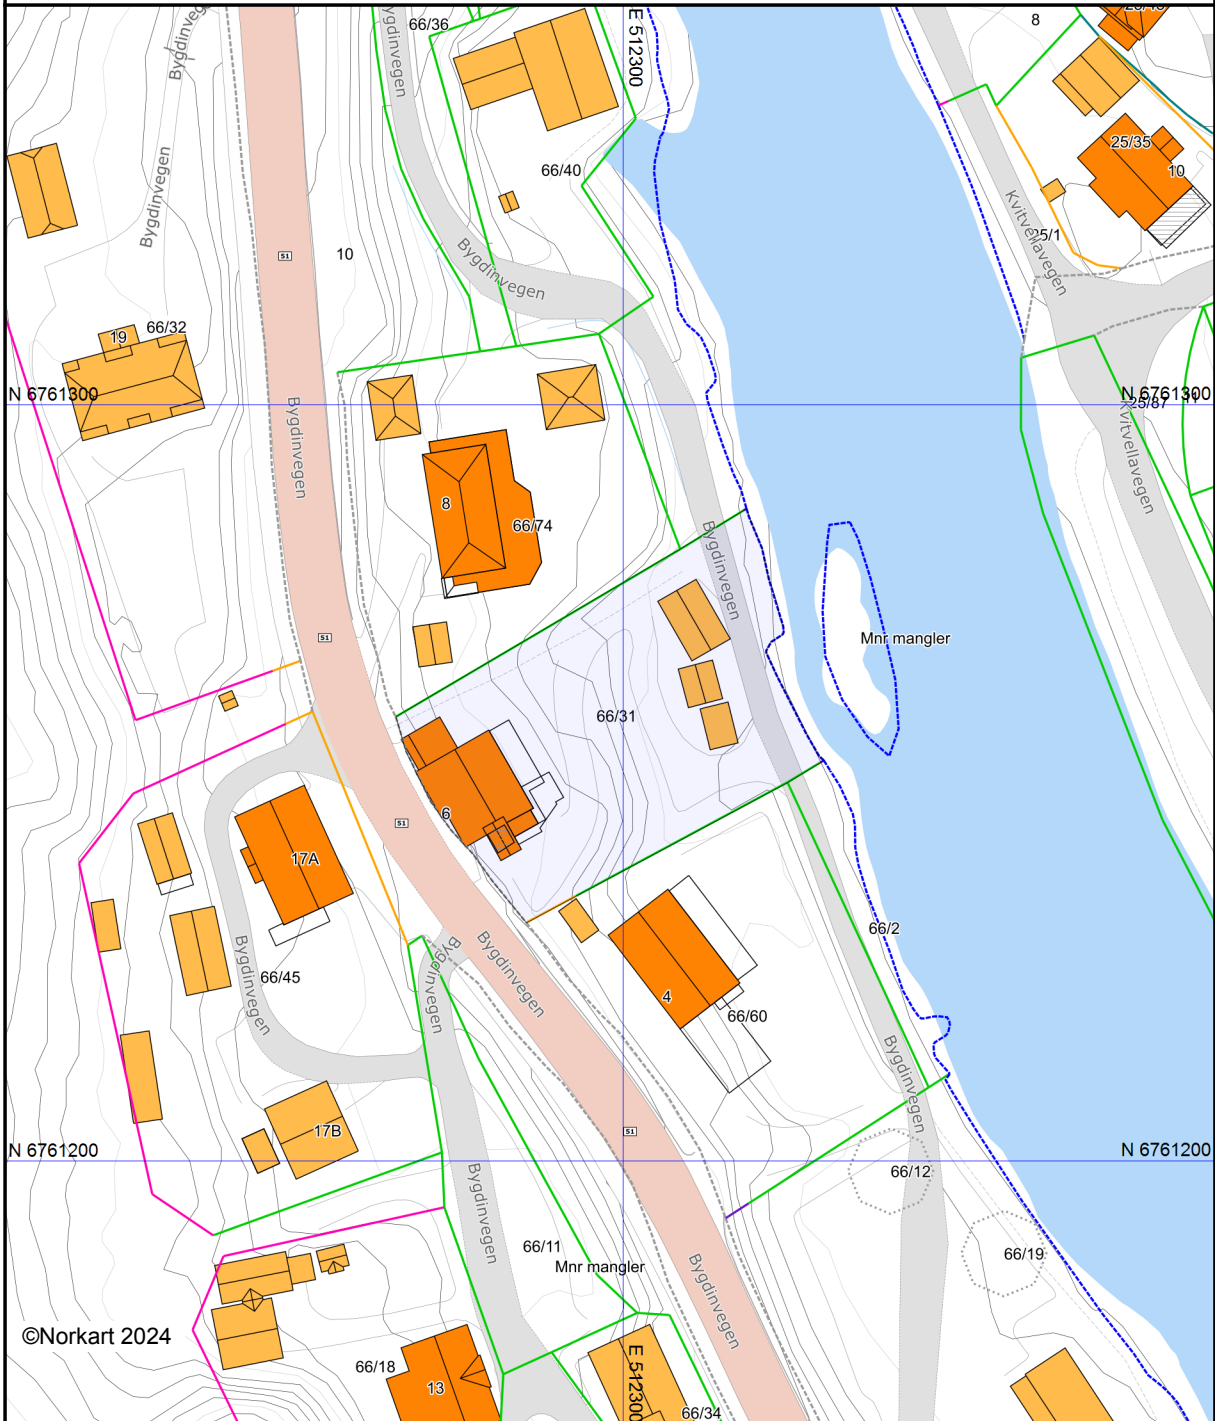 66/36
E 512300
8
Bygdinvegen
Bygdinvegen
Bygdinvegen
66/40
25/35
10
Kvitvellavegen
Bygdinvegen
51
10
19
66/32
N 6761300
N 6761300
25/87
Kvitvellavegen
Bygdinvegen
8
66/74
Bygdinvegen
51
Mnr mangler
66/31
6
51
17A
66/2
Bygdinvegen
Bygdinvegen
Bygdinvegen
66/45
4
66/60
Bygdinvegen
17B
51
N 6761200
N 6761200
66/12
Bygdinvegen
66/11
66/19
Mnr mangler
Bygdinvegen
©Norkart 2024
66/18
13
E 512300
66/34